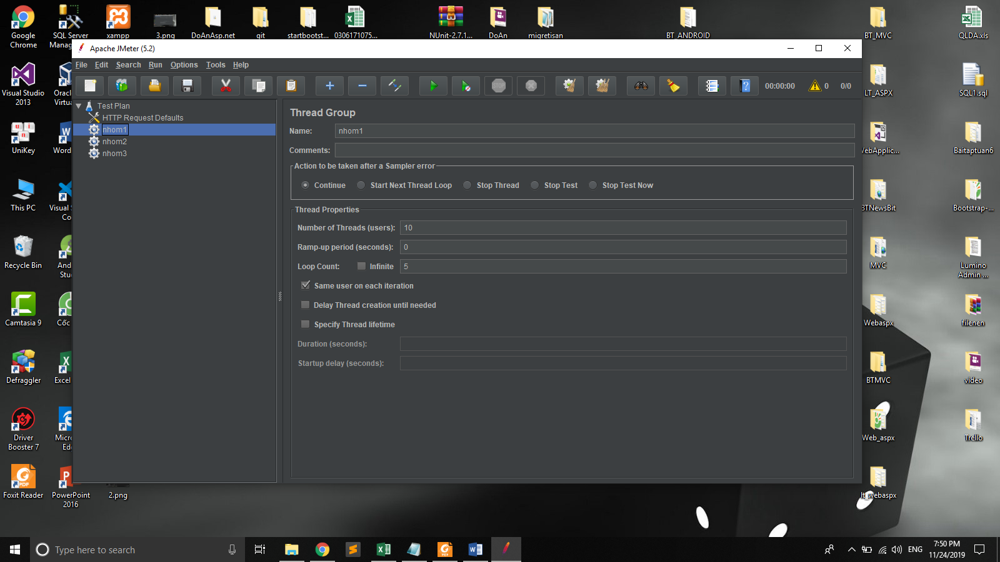 Google
Chrome
SQL Server
Manag...
xampp
3.png
DoAnAsp.net
git
startbootst...
0306171075...
NUnit-2.7.1...
DoAn
migretisan
BT_ANDROID
BT_MVC
QLDA.xls
Apache JMeter (5.2)
File Edit Search Run Options Tools Help
00:00:00 0 0/0
Test Plan
HTTP Request Defaults
nhom1
nhom2
nhom3
Thread Group
Name: nhom1
Comments:
Action to be taken after a Sampler error
Continue Start Next Thread Loop Stop Thread Stop Test Stop Test Now
Thread Properties
Number of Threads (users): 10
Ramp-up period (seconds): 0
Loop Count: Infinite 5
Same user on each iteration
Delay Thread creation until needed
Specify Thread lifetime
Duration (seconds):
Startup delay (seconds):
Visual Studio
2013
Oracl
Virtua
UniKey
Word
This PC
Visual S
Co
Recycle Bin
And
Stu
Camtasia 9
Cốc
Defraggler
Excel
Driver
Booster 7
Micro
Ed
Foxit Reader
PowerPoint
2016
2.png
LT_ASPX
SQL1.sql
WebApplic...
Baitaptuan6
BTNewsBit
Bootstrap-...
MVC
Lumino
Admin ...
Webaspx
filenen
BTMVC
video
Web_aspx
Trello
lt_webaspx
Type here to search
ENG
7:50 PM
11/24/2019